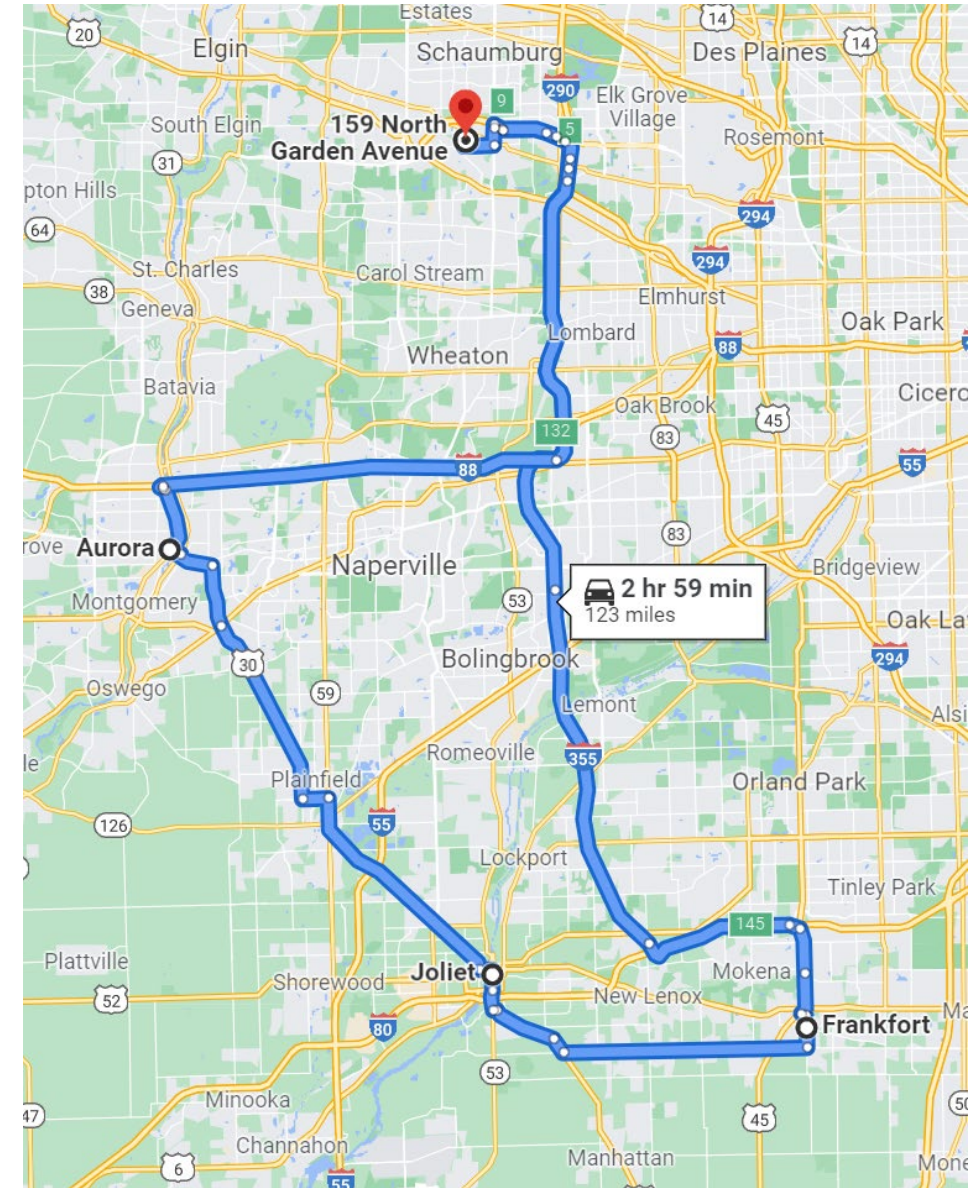 Estates
20
14
Elgin
Schaumburg
Des Plaines
14
290
9
Elk Grove
Village
South Elgin
159 North
Garden Avenue
5
Rosemont
31
pton Hills
294
64
294
St. Charles
Carol Stream
38
Elmhurst
Geneva
Oak Park
Lombard
88
Wheaton
Batavia
Cicero
Oak Brook
45
132
83
55
88
rove
Aurora
83
Naperville
Bridgeview
2 hr 59 min
123 miles
53
Montgomery
Oak La
294
30
Bolingbrook
Oswego
59
Lemont
Alsi
le
Romeoville
355
Plainfield
Orland Park
126
55
Lockport
Tinley Park
145
Plattville
Joliet
Mokena
Shorewood
New Lenox
52
Ma
80
Frankfort
53
Minooka
47
45
50
Channahon
Manhattan
6
Mone
55